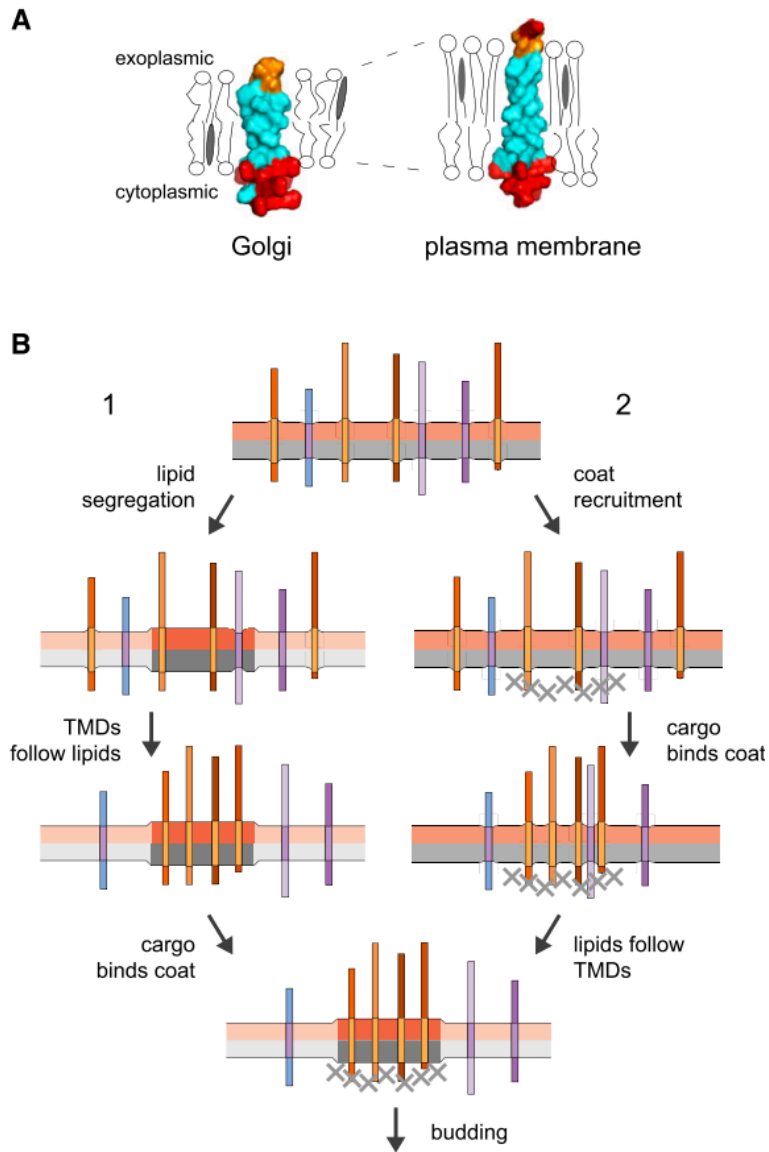 A
exoplasmic
cytoplasmic
Golgi
plasma membrane
B
1
2
lipid
segregation
coat
recruitment
TMDs
follow lipids
cargo
binds coat
cargo
binds coat
lipids follow
TMDs
budding